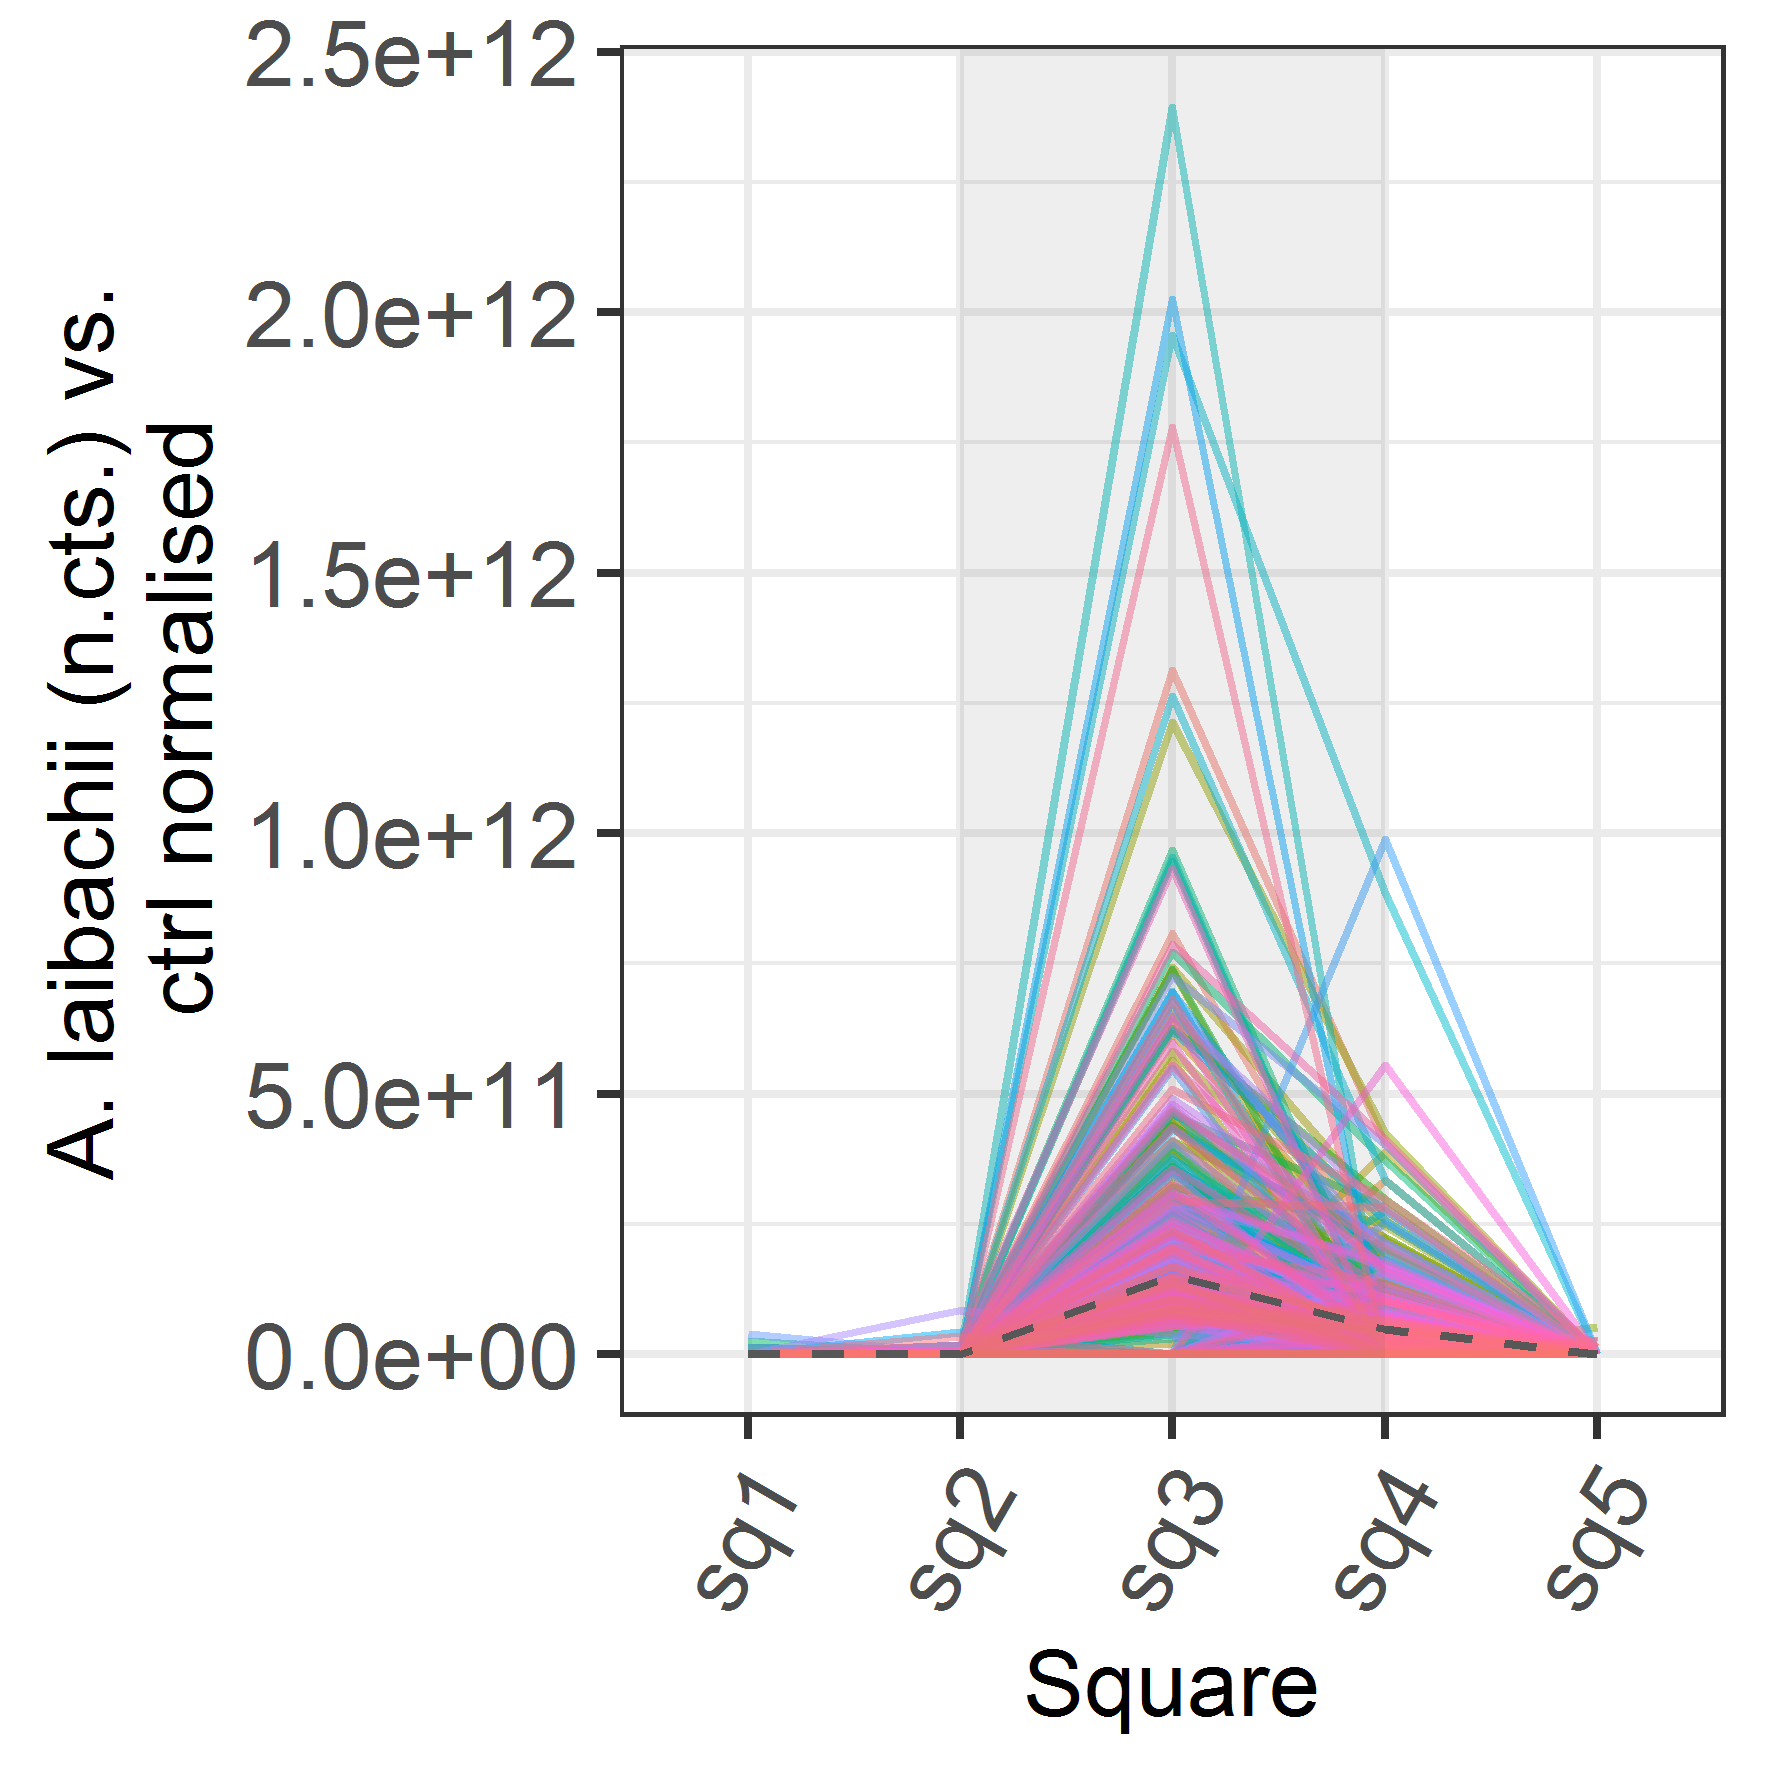 A. laibachii (n.cts.) vs.
ctrl normalised
2.5e+12
2.0e+12
1.5e+12
1.0e+12
5.0e+11
0.0e+00
sq1
sq2
sq3
sq4
sq5
Square